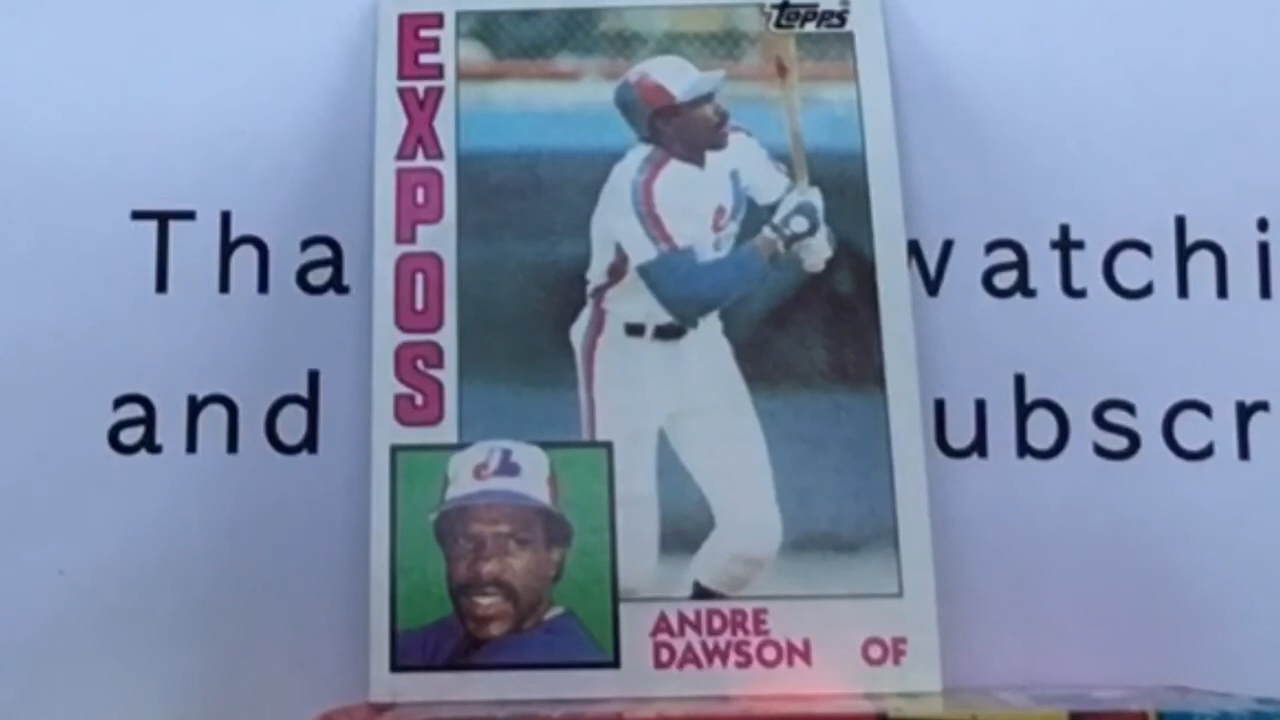 topps
EXPOS
Tha watchi
and ubscr
ANDRE
DAWSON OF